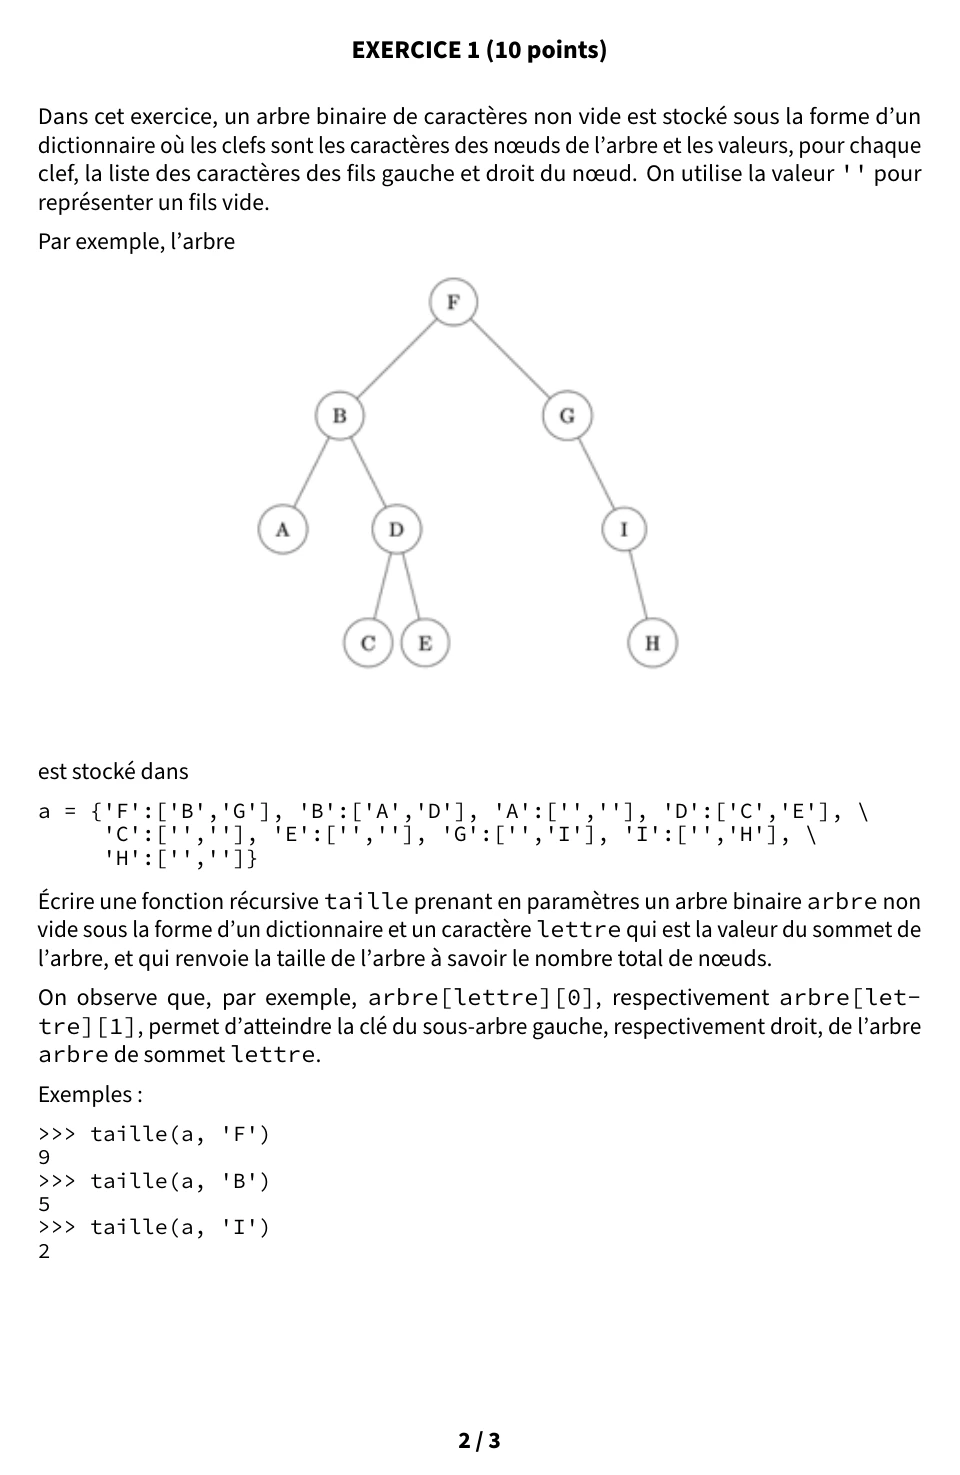 EXERCICE 1 (10 points)
Dans cet exercice, un arbre binaire de caractères non vide est stocké sous la forme d’un
dictionnaire où les clefs sont les caractères des nœuds de l’arbre et les valeurs, pour chaque
clef, la liste des caractères des fils gauche et droit du nœud. On utilise la valeur '' pour
représenter un fils vide.
Par exemple, l’arbre
F
B G
A D I
C E H
est stocké dans
a = {'F':['B','G'], 'B':['A','D'], 'A':['',''], 'D':['C','E'], \
'C':['',''], 'E':['',''], 'G':['','I'], 'I':['','H'], \
'H':['','']}
Écrire une fonction récursive taille prenant en paramètres un arbre binaire arbre non
vide sous la forme d’un dictionnaire et un caractère lettre qui est la valeur du sommet de
l’arbre, et qui renvoie la taille de l’arbre à savoir le nombre total de nœuds.
On observe que, par exemple, arbre[lettre][0], respectivement arbre[let-
tre][1], permet d’atteindre la clé du sous-arbre gauche, respectivement droit, de l’arbre
arbre de sommet lettre.
Exemples :
>>> taille(a, 'F')
9
>>> taille(a, 'B')
5
>>> taille(a, 'I')
2
2 / 3